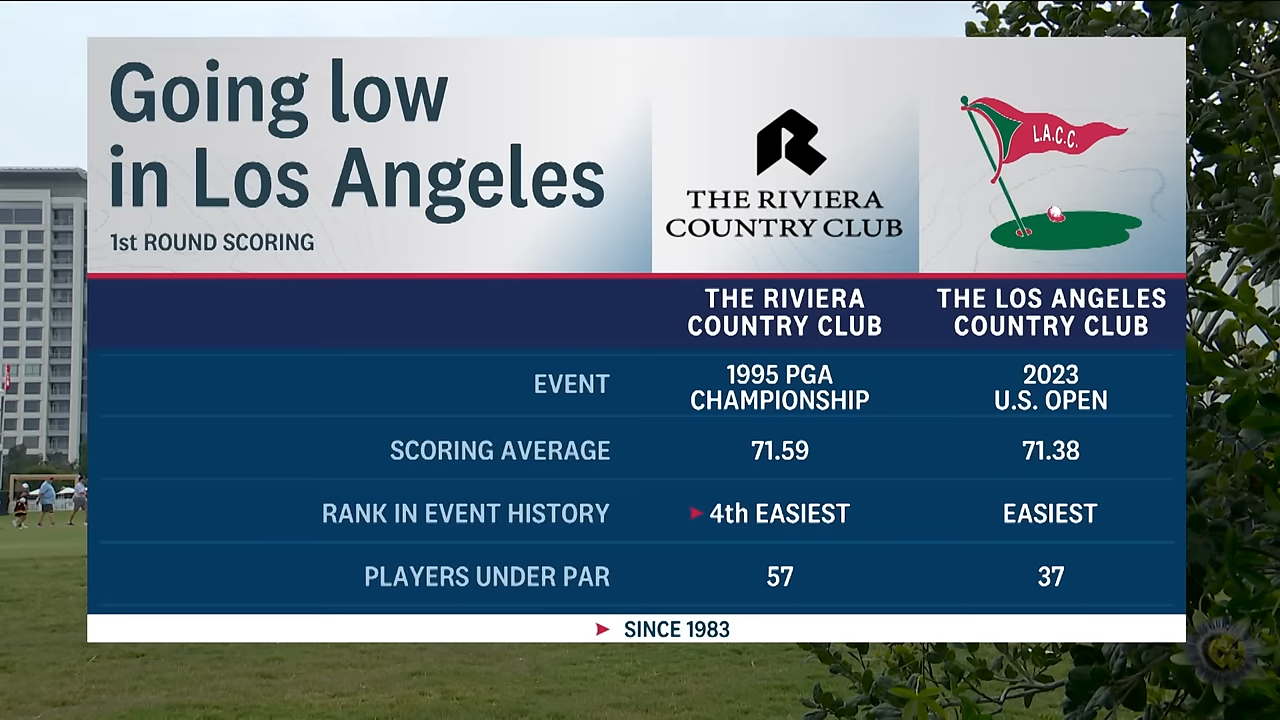 Going low
in Los Angeles
1st ROUND SCORING
THE RIVIERA
COUNTRY CLUB
L.A.C.C.
THE RIVIERA
COUNTRY CLUB
THE LOS ANGELES
COUNTRY CLUB
EVENT
1995 PGA
CHAMPIONSHIP
2023
U.S. OPEN
SCORING AVERAGE
71.59
71.38
RANK IN EVENT HISTORY
4th EASIEST
EASIEST
PLAYERS UNDER PAR
57
37
SINCE 1983